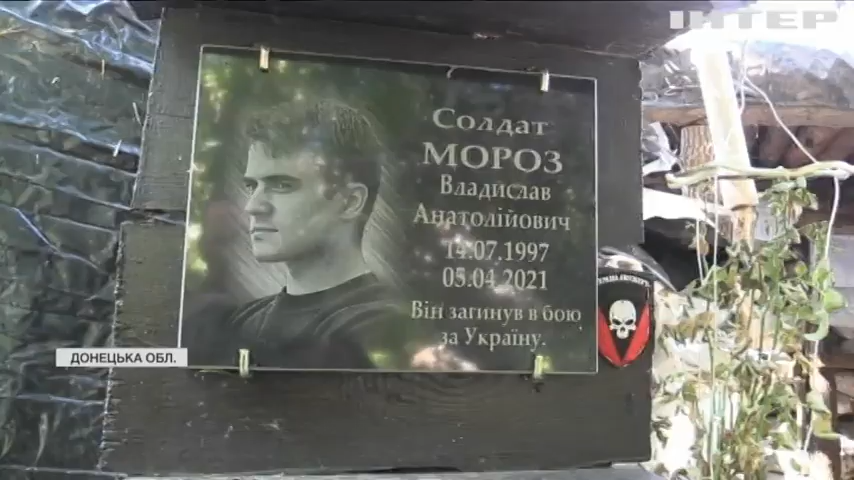 ІНТЕР
Солдат
МОРОЗ
Владислав
Анатолійович
14.07.1997
05.04.2021
Він загинув в бою
за Україну.
ДОНЕЦЬКА ОБЛ.